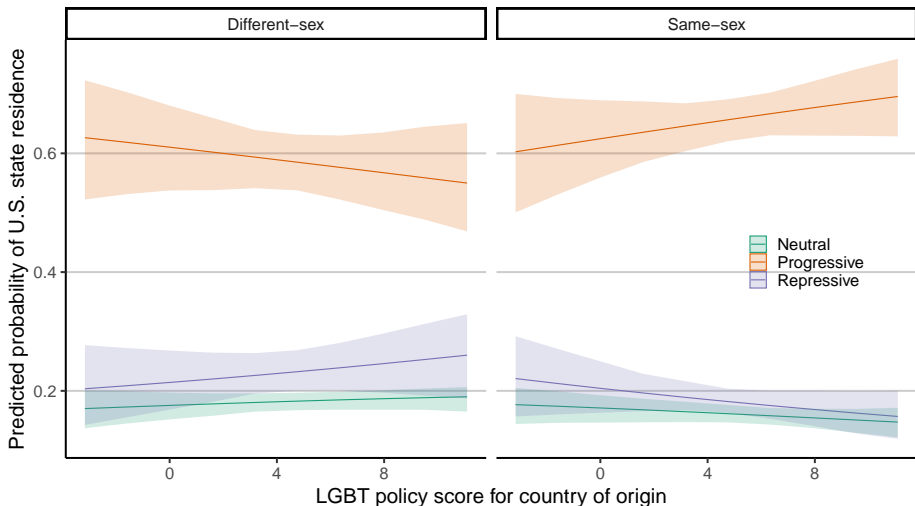 Different−sex
Same−sex
Predicted probability of U.S. state residence
0.6
0.4
0.2
Neutral
Progressive
Repressive
0
4
8
0
4
8
LGBT policy score for country of origin